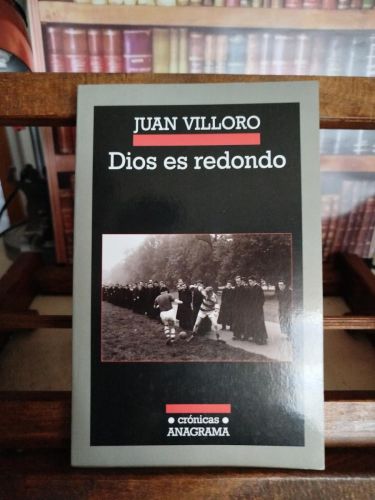 JUAN VILLORO
Dios es redondo
• crónicas •
ANAGRAMA